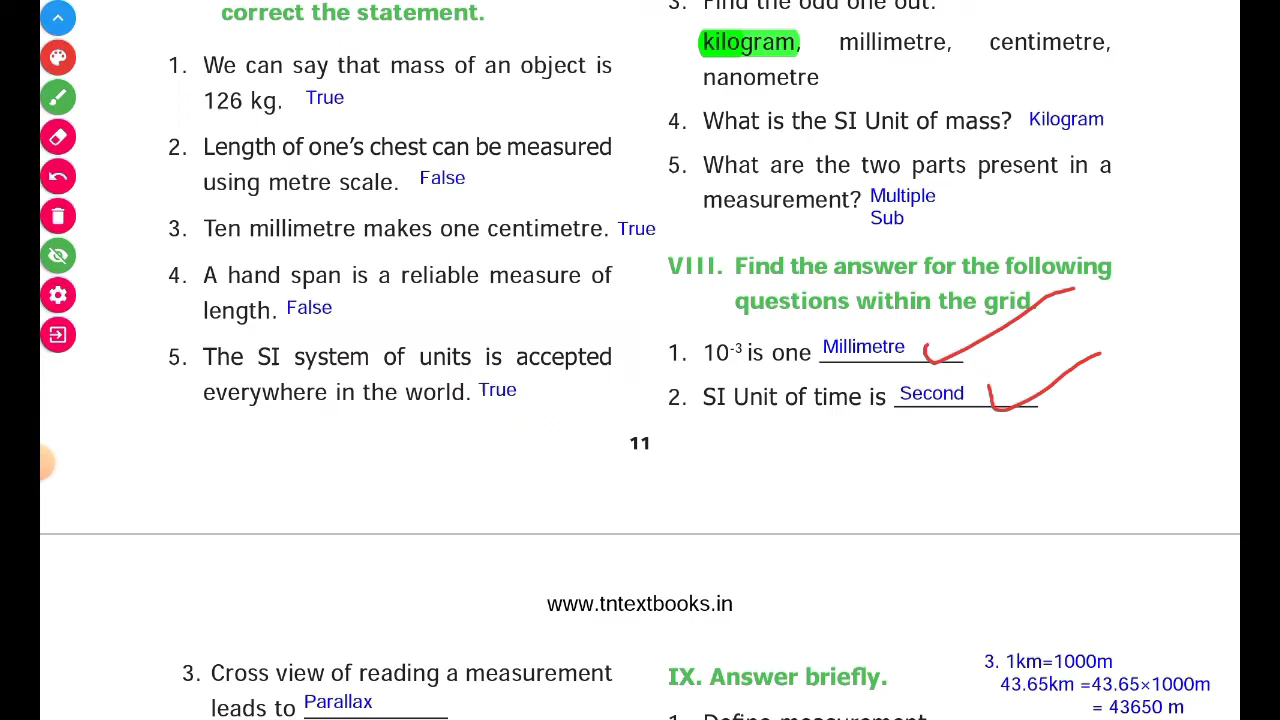 correct the statement.
1. We can say that mass of an object is
126 kg. True
2. Length of one's chest can be measured
using metre scale. False
3. Ten millimetre makes one centimetre. True
4. A hand span is a reliable measure of
length. False
5. The SI system of units is accepted
everywhere in the world. True
3. Find the odd one out.
kilogram, millimetre, centimetre,
nanometre
4. What is the SI Unit of mass? Kilogram
5. What are the two parts present in a
measurement? Multiple
Sub
VIII. Find the answer for the following
questions within the grid.
1. 10⁻³ is one Millimetre
2. SI Unit of time is Second
11
www.tntextbooks.in
3. Cross view of reading a measurement
leads to Parallax
IX. Answer briefly.
1. Define measurement.
3. 1km=1000m
43.65km =43.65×1000m
= 43650 m